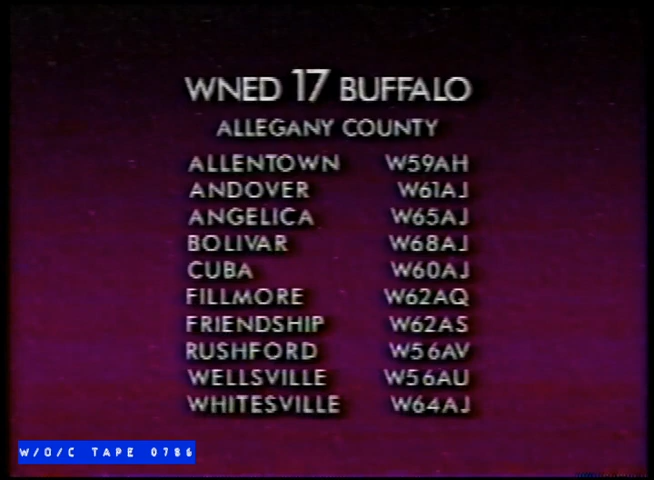 WNED 17 BUFFALO
ALLEGANY COUNTY
ALLENTOWN W59AH
ANDOVER W61AJ
ANGELICA W65AJ
BOLIVAR W68AJ
CUBA W60AJ
FILLMORE W62AQ
FRIENDSHIP W62AS
RUSHFORD W56AV
WELLSVILLE W56AU
WHITESVILLE W64AJ
W/O/C TAPE 0786